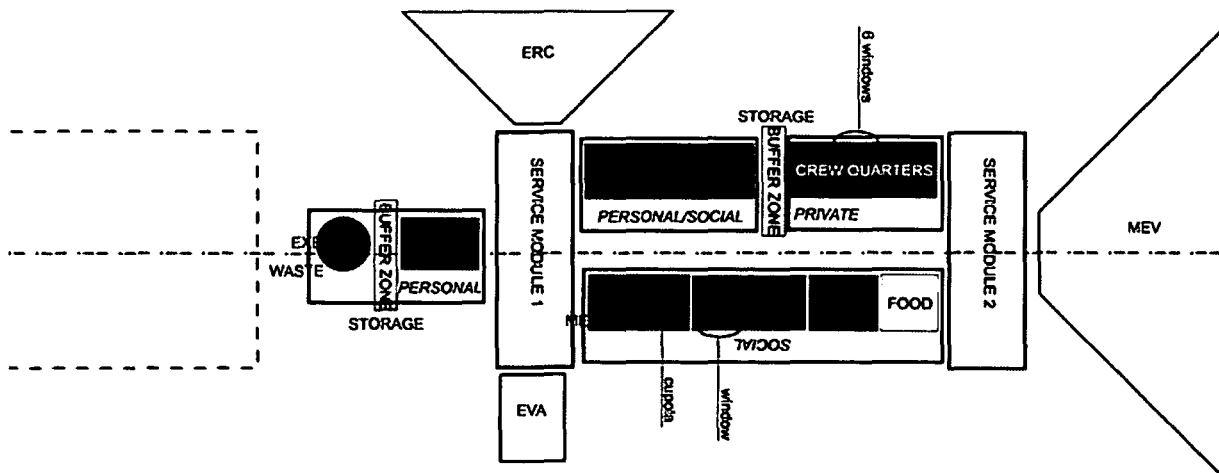 ERC
6 windows
STORAGE
BUFFER ZONE
CREW QUARTERS
PERSONAL/SOCIAL
PRIVATE
SERVICE MODULE 1
SERVICE MODULE 2
MEV
BUFFER ZONE
WASTE
PERSONAL
STORAGE
FOOD
SOCIAL
EVA
cupola
window